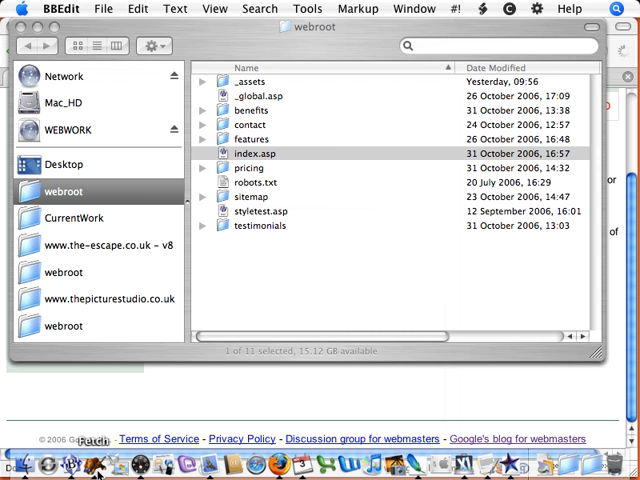 BBEdit File Edit Text View Search Tools Markup Window #! Help
webroot
Name Date Modified
Network
Mac_HD
WEBWORK
Desktop
webroot
CurrentWork
www.the-escape.co.uk - v8
webroot
www.thepicturestudio.co.uk
webroot
_assets Yesterday, 09:56
_global.asp 26 October 2006, 17:09
benefits 31 October 2006, 13:38
contact 24 October 2006, 12:57
features 26 October 2006, 16:48
index.asp 31 October 2006, 16:57
pricing 31 October 2006, 14:32
robots.txt 20 July 2006, 16:29
sitemap 23 October 2006, 14:47
styletest.asp 12 September 2006, 16:01
testimonials 31 October 2006, 13:03
or
of
1 of 11 selected, 15.12 GB available
© 2006 Go
Terms of Service - Privacy Policy - Discussion group for webmasters - Google's blog for webmasters
Fetch